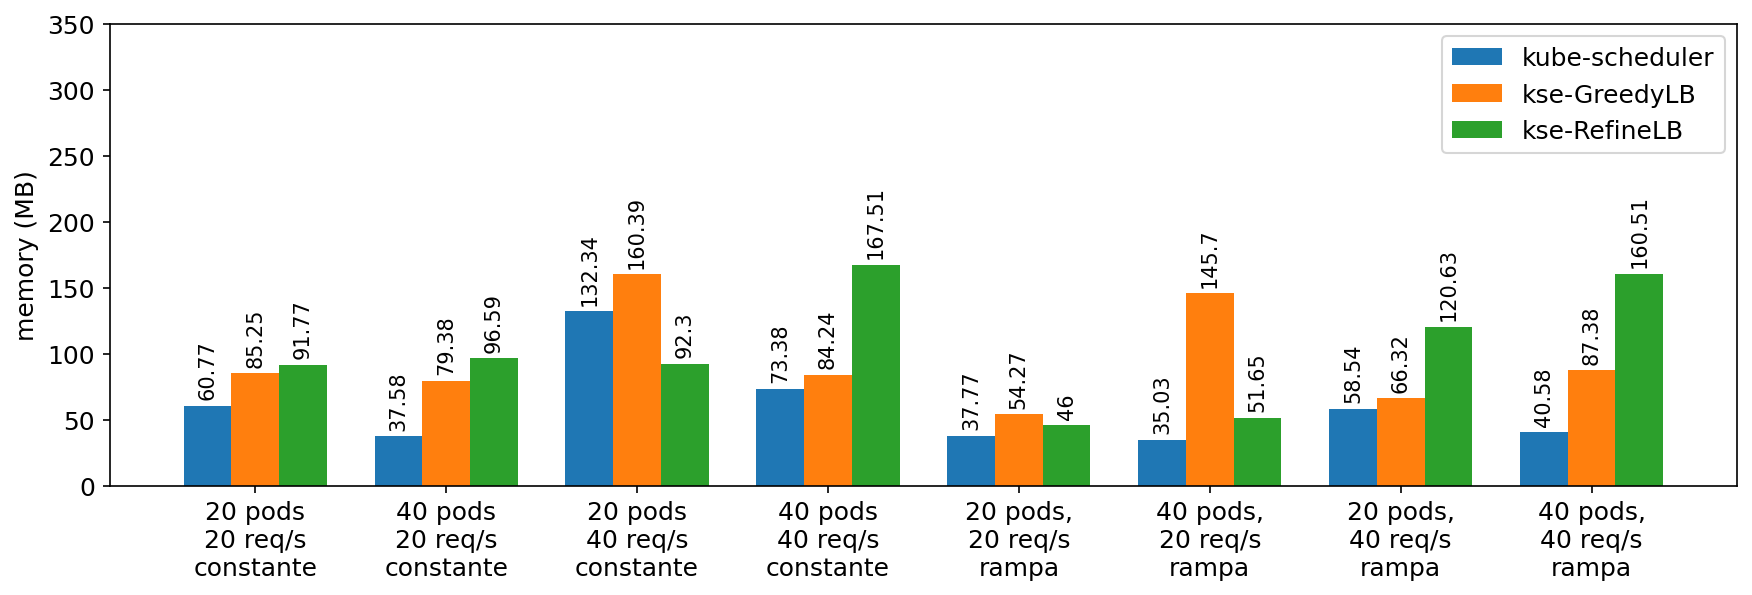 350
300
250
200
150
100
50
0
memory (MB)
kube-scheduler
kse-GreedyLB
kse-RefineLB
60.77
85.25
91.77
37.58
79.38
96.59
132.34
160.39
92.3
73.38
84.24
167.51
37.77
54.27
46
35.03
145.7
51.65
58.54
66.32
120.63
40.58
87.38
160.51
20 pods
20 req/s
constante
40 pods
20 req/s
constante
20 pods
40 req/s
constante
40 pods
40 req/s
constante
20 pods,
20 req/s
rampa
40 pods,
20 req/s
rampa
20 pods,
40 req/s
rampa
40 pods,
40 req/s
rampa